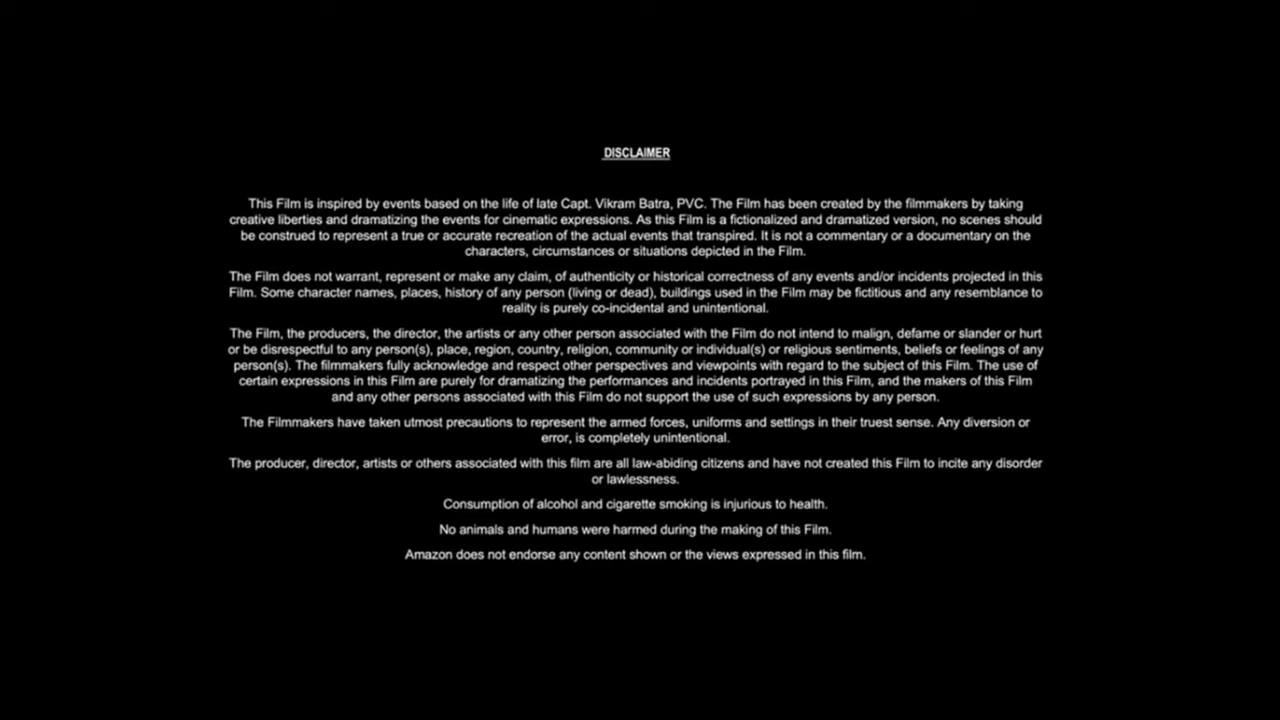 DISCLAIMER
This Film is inspired by events based on the life of late Capt. Vikram Batra, PVC. The Film has been created by the filmmakers by taking
creative liberties and dramatizing the events for cinematic expressions. As this Film is a fictionalized and dramatized version, no scenes should
be construed to represent a true or accurate recreation of the actual events that transpired. It is not a commentary or a documentary on the
characters, circumstances or situations depicted in the Film.
The Film does not warrant, represent or make any claim, of authenticity or historical correctness of any events and/or incidents projected in this
Film. Some character names, places, history of any person (living or dead), buildings used in the Film may be fictitious and any resemblance to
reality is purely co-incidental and unintentional.
The Film, the producers, the director, the artists or any other person associated with the Film do not intend to malign, defame or slander or hurt
or be disrespectful to any person(s), place, region, country, religion, community or individual(s) or religious sentiments, beliefs or feelings of any
person(s). The filmmakers fully acknowledge and respect other perspectives and viewpoints with regard to the subject of this Film. The use of
certain expressions in this Film are purely for dramatizing the performances and incidents portrayed in this Film, and the makers of this Film
and any other persons associated with this Film do not support the use of such expressions by any person.
The Filmmakers have taken utmost precautions to represent the armed forces, uniforms and settings in their truest sense. Any diversion or
error, is completely unintentional.
The producer, director, artists or others associated with this film are all law-abiding citizens and have not created this Film to incite any disorder
or lawlessness.
Consumption of alcohol and cigarette smoking is injurious to health.
No animals and humans were harmed during the making of this Film.
Amazon does not endorse any content shown or the views expressed in this film.